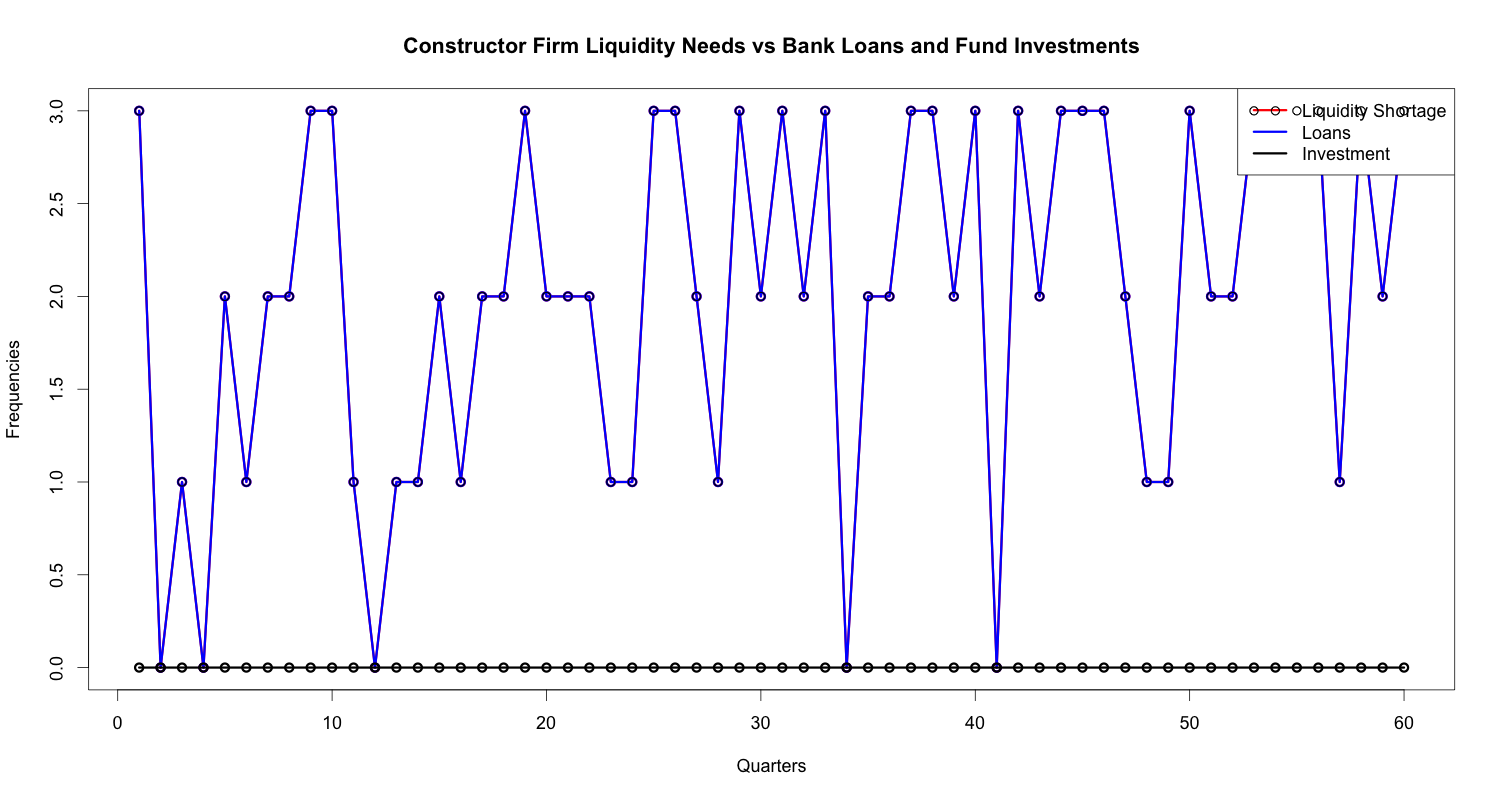 Constructor Firm Liquidity Needs vs Bank Loans and Fund Investments
Liquidity Shortage
Loans
Investment
Frequencies
3.0
2.5
2.0
1.5
1.0
0.5
0.0
0 10 20 30 40 50 60
Quarters